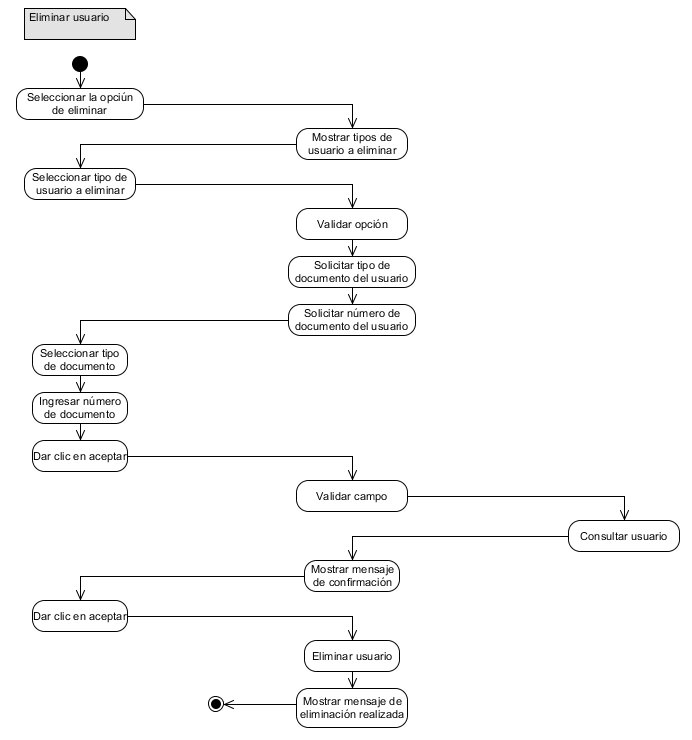 Eliminar usuario
Seleccionar la opciún
de eliminar
Mostrar tipos de
usuario a eliminar
Seleccionar tipo de
usuario a eliminar
Validar opción
Solicitar tipo de
documento del usuario
Solicitar número de
documento del usuario
Seleccionar tipo
de documento
Ingresar número
de documento
Dar clic en aceptar
Validar campo
Consultar usuario
Mostrar mensaje
de confirmación
Dar clic en aceptar
Eliminar usuario
Mostrar mensaje de
eliminación realizada